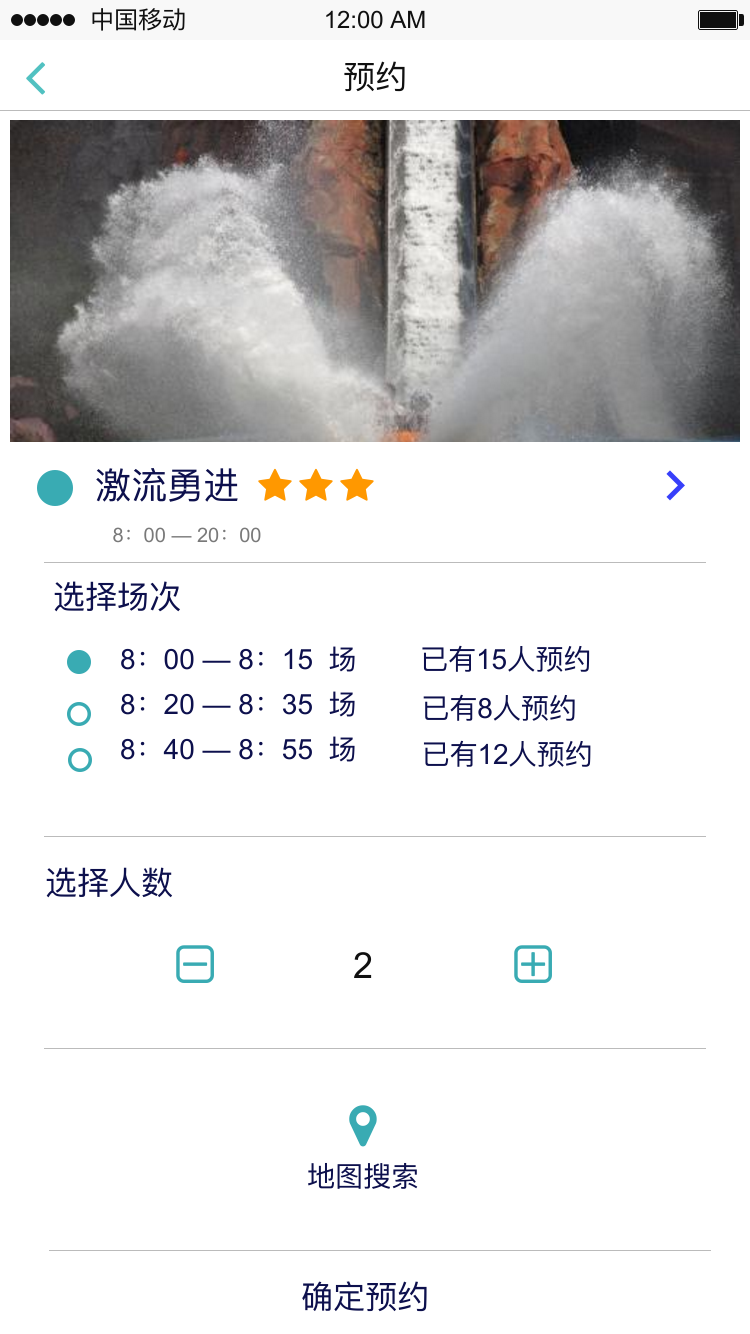 中国移动 12:00 AM
预约
激流勇进
8：00 — 20：00
选择场次
8：00 — 8：15 场 已有15人预约
8：20 — 8：35 场 已有8人预约
8：40 — 8：55 场 已有12人预约
选择人数
2
地图搜索
确定预约